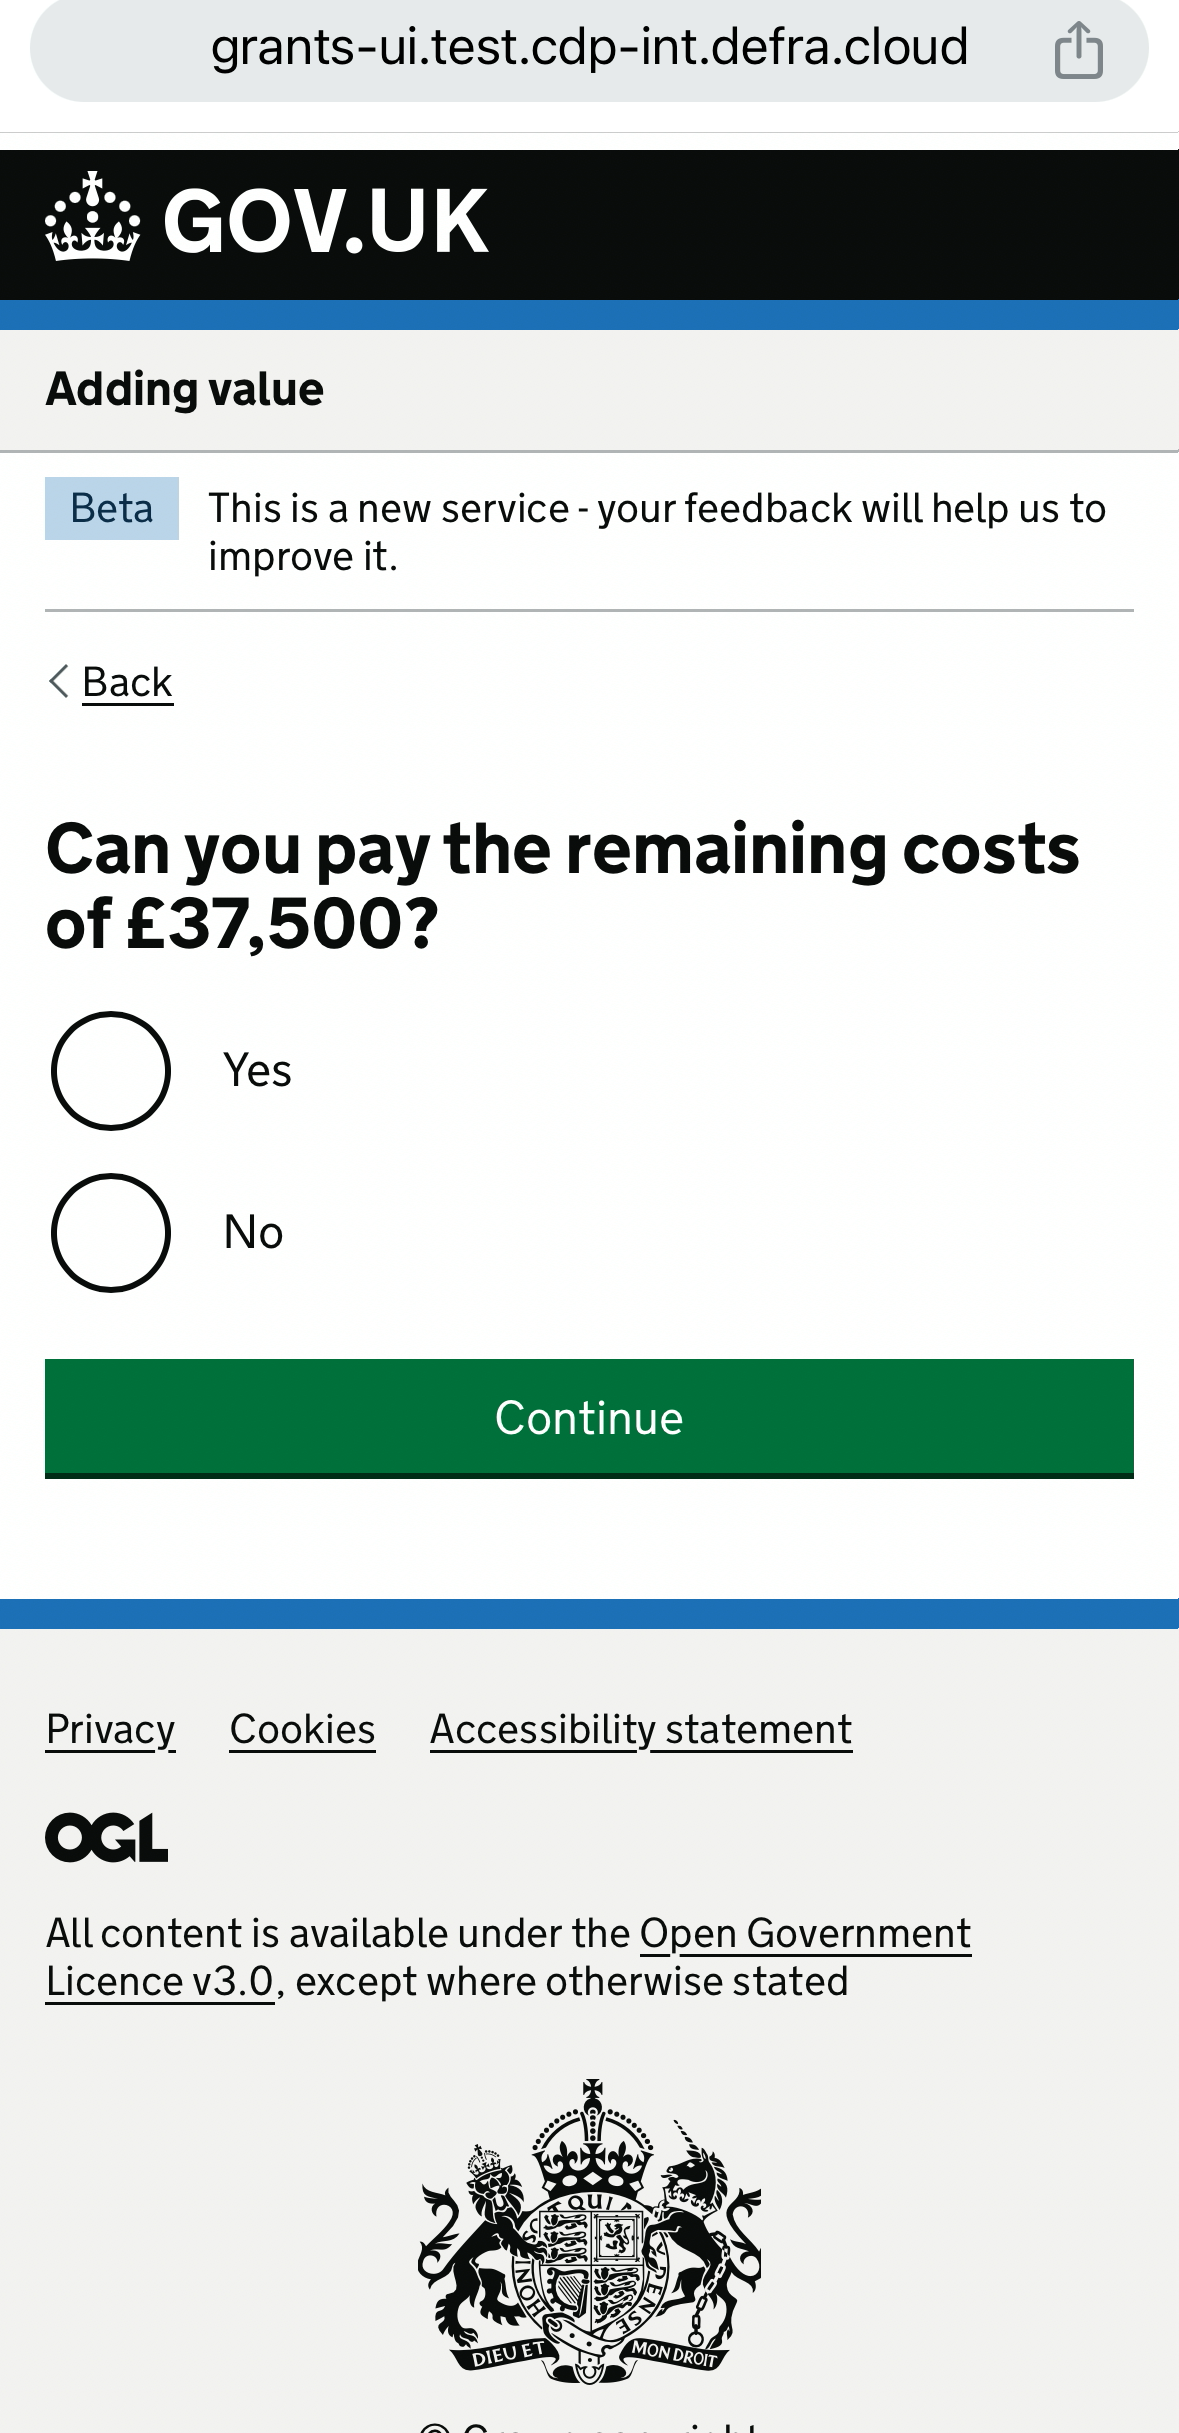 grants-ui.test.cdp-int.defra.cloud
GOV.UK
Adding value
Beta
This is a new service - your feedback will help us to
improve it.
Back
Can you pay the remaining costs
of £37,500?
Yes
No
Continue
Privacy Cookies Accessibility statement
OGL
All content is available under the Open Government
Licence v3.0, except where otherwise stated
QUI
HONI
PENSE
DIEU ET MON DROIT